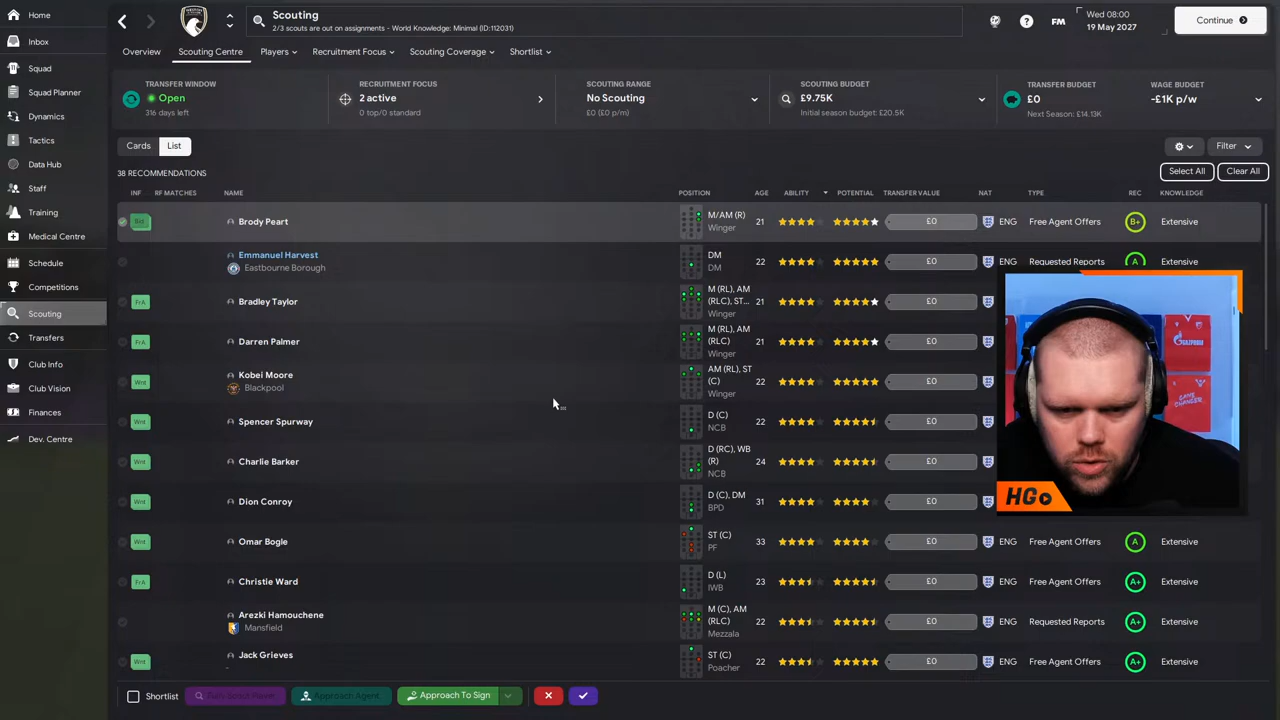 Home
Scouting
2/3 scouts are out on assignments - World Knowledge: Minimal (ID:112031)
FM
Wed 08:00
19 May 2027
Continue
Inbox
Squad
Squad Planner
Dynamics
Tactics
Data Hub
Staff
Training
Medical Centre
Schedule
Competitions
Scouting
Transfers
Club Info
Club Vision
Finances
Dev. Centre
Overview Scouting Centre Players Recruitment Focus Scouting Coverage Shortlist
TRANSFER WINDOW
Open
316 days left
RECRUITMENT FOCUS
2 active
0 top/0 standard
SCOUTING RANGE
No Scouting
£0 (£0 p/m)
SCOUTING BUDGET
£9.75K
Initial season budget: £20.5K
TRANSFER BUDGET
£0
Next Season: £14.13K
WAGE BUDGET
-£1K p/w
Cards List Filter
38 RECOMMENDATIONS Select All Clear All
INF RF MATCHES NAME POSITION AGE ABILITY POTENTIAL TRANSFER VALUE NAT TYPE REC KNOWLEDGE
Brody Peart M/AM (R) Winger 21 £0 ENG Free Agent Offers B+ Extensive
Emmanuel Harvest Eastbourne Borough DM DM 22 £0 ENG Requested Reports A Extensive
FrA Bradley Taylor M (RL), AM (RLC), ST... Winger 21 £0
FrA Darren Palmer M (RL), AM (RLC) Winger 21 £0
Wnt Kobei Moore Blackpool AM (RL), ST (C) Winger 22 £0
Wnt Spencer Spurway D (C) NCB 22 £0
Wnt Charlie Barker D (RC), WB (R) NCB 24 £0
Wnt Dion Conroy D (C), DM BPD 31 £0
Wnt Omar Bogle ST (C) PF 33 £0 ENG Free Agent Offers A Extensive
FrA Christie Ward D (L) IWB 23 £0 ENG Free Agent Offers A+ Extensive
Arezki Hamouchene Mansfield M (C), AM (RLC) Mezzala 22 £0 ENG Requested Reports A+ Extensive
Wnt Jack Grieves - ST (C) Poacher 22 £0 ENG Free Agent Offers A+ Extensive
GAZPROM
GAME CHANGER
HGo
Shortlist Approach Agent Approach To Sign